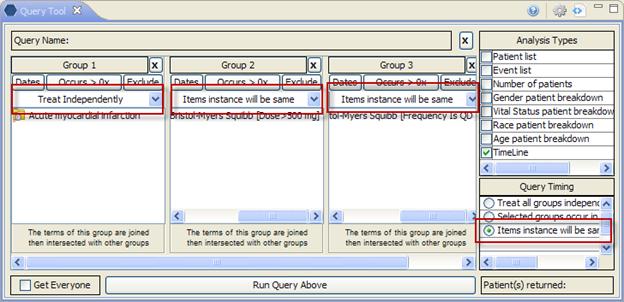 Query Tool
Query Name:
X
Group 1
X
Dates
Occurs > 0x
Exclude
Treat Independently
Acute myocardial infarction
The terms of this group are joined
then intersected with other groups
Group 2
X
Dates
Occurs > 0x
Exclude
Items instance will be same
Bristol-Myers Squibb [Dose>300 mg]
The terms of this group are joined
then intersected with other groups
Group 3
X
Dates
Occurs > 0x
Exclude
Items instance will be same
tol-Myers Squibb [Frequency Is QD
The terms of this group are joined
then intersected with other groups
Analysis Types
Patient list
Event list
Number of patients
Gender patient breakdown
Vital Status patient breakdown
Race patient breakdown
Age patient breakdown
TimeLine
Query Timing
Treat all groups independ
Selected groups occur in
Items instance will be sar
Get Everyone
Run Query Above
Patient(s) returned: